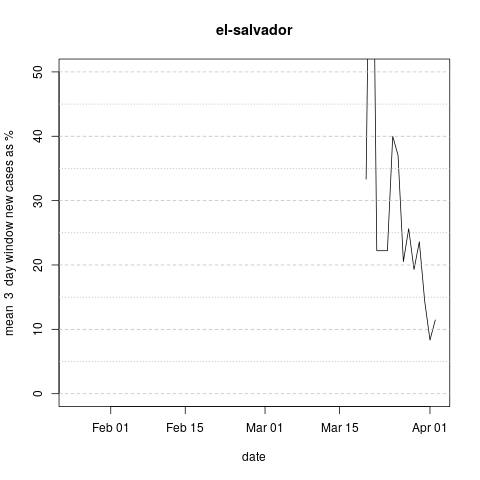 el-salvador
mean 3 day window new cases as %
50
40
30
20
10
0
Feb 01
Feb 15
Mar 01
Mar 15
Apr 01
date